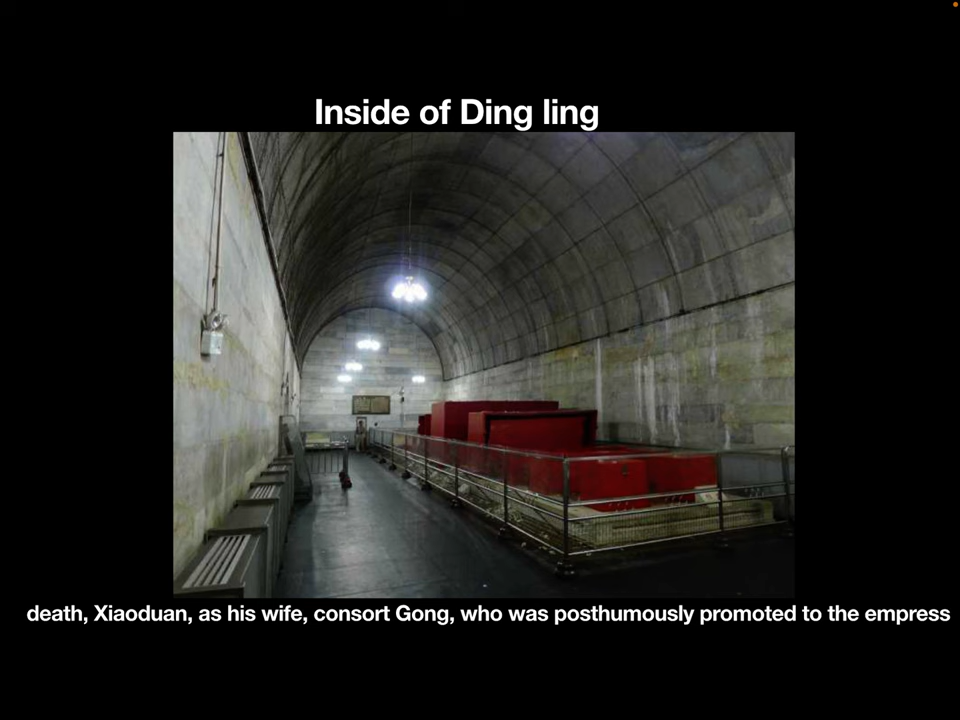 Inside of Ding ling
death, Xiaoduan, as his wife, consort Gong, who was posthumously promoted to the empress